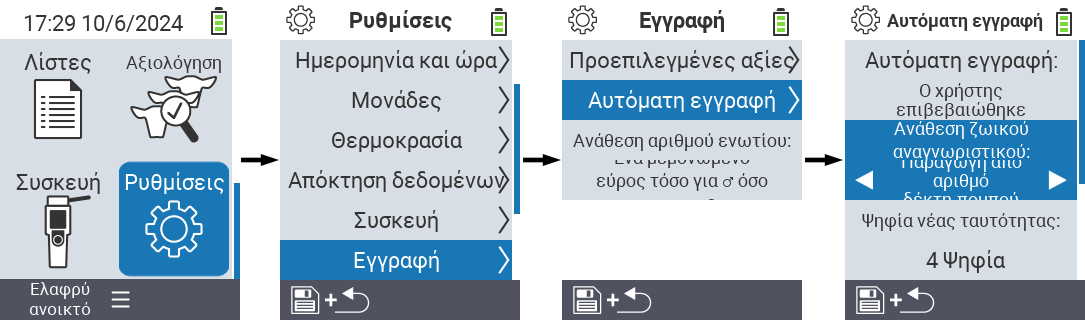 17:29 10/6/2024
Λίστες
Αξιολόγηση
Συσκευή
Ρυθμίσεις
Ελαφρύ
ανοικτό
Ρυθμίσεις
Ημερομηνία και ώρα
Μονάδες
Θερμοκρασία
Απόκτηση δεδομένων
Συσκευή
Εγγραφή
+
Εγγραφή
Προεπιλεγμένες αξίες
Αυτόματη εγγραφή
Ανάθεση αριθμού ενωτίου:
Ένα μεμονωμένο
εύρος τόσο για ♂ όσο
+
Αυτόματη εγγραφή
Αυτόματη εγγραφή:
Ο χρήστης
επιβεβαιώθηκε
Ανάθεση ζωικού
αναγνωριστικού:
Παραγωγή από
αριθμό
δέκτη πομπού
Ψηφία νέας ταυτότητας:
4 Ψηφία
+